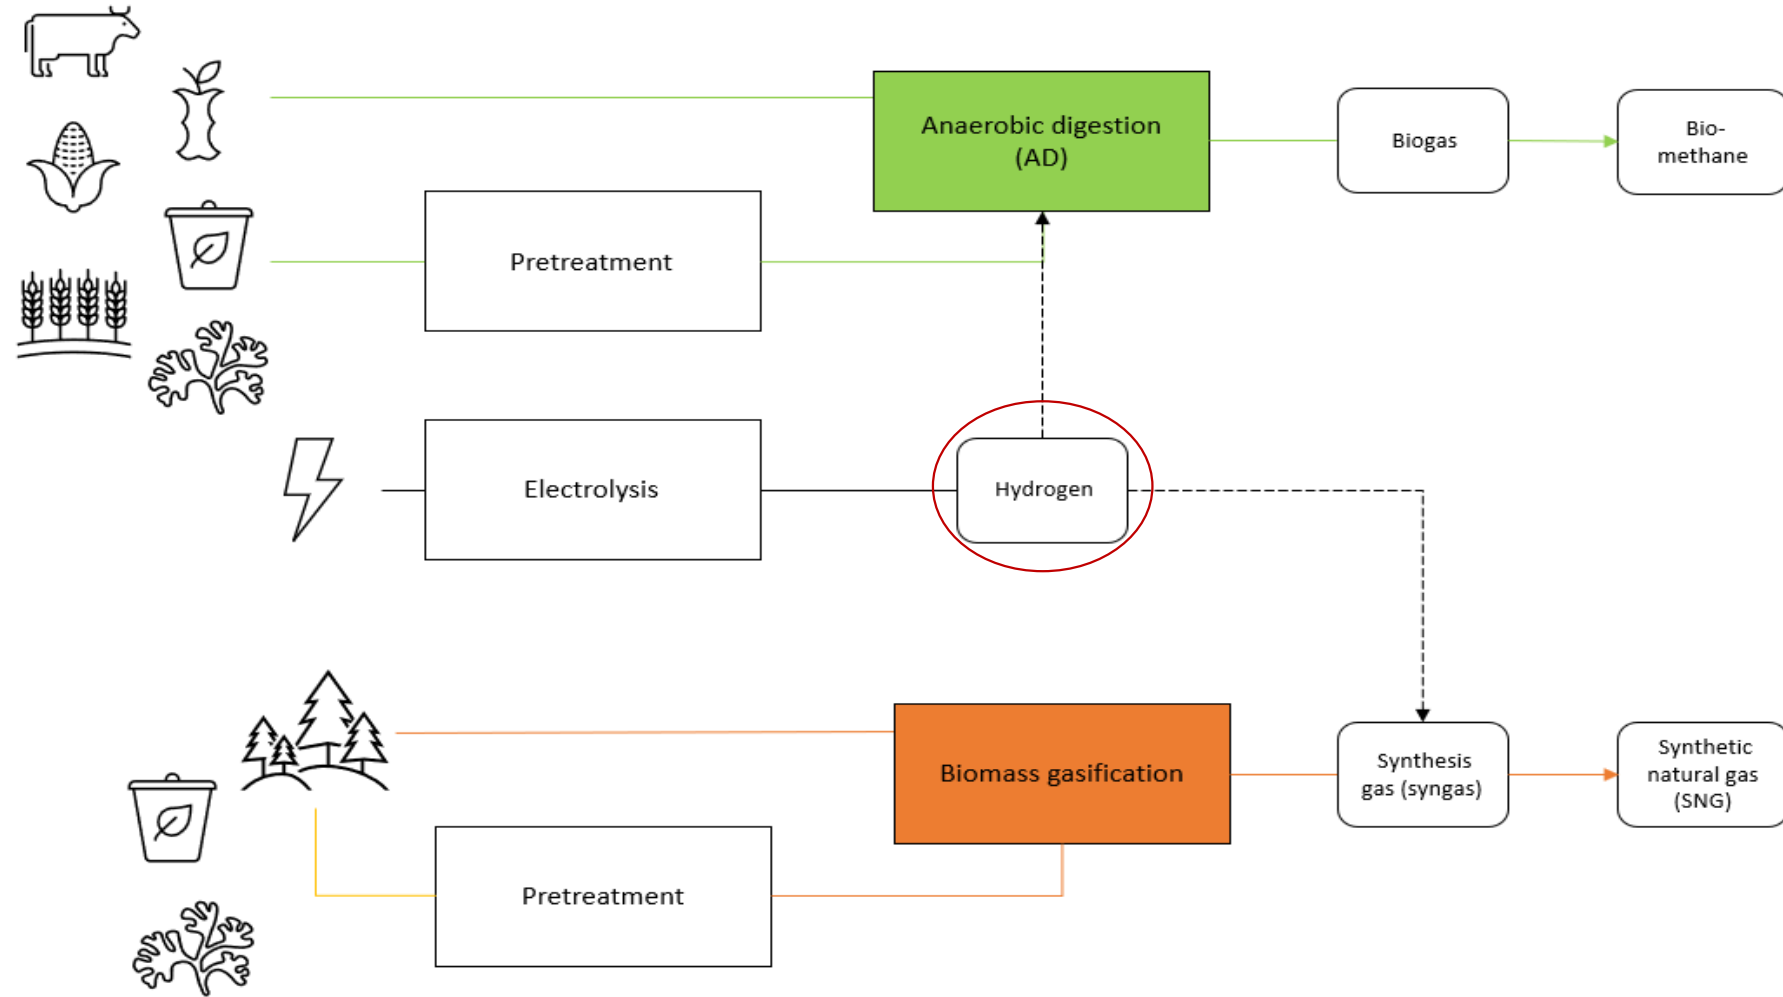 Anaerobic digestion
(AD)
Biogas
Bio-
methane
Pretreatment
Electrolysis
Hydrogen
Biomass gasification
Synthesis
gas (syngas)
Synthetic
natural gas
(SNG)
Pretreatment